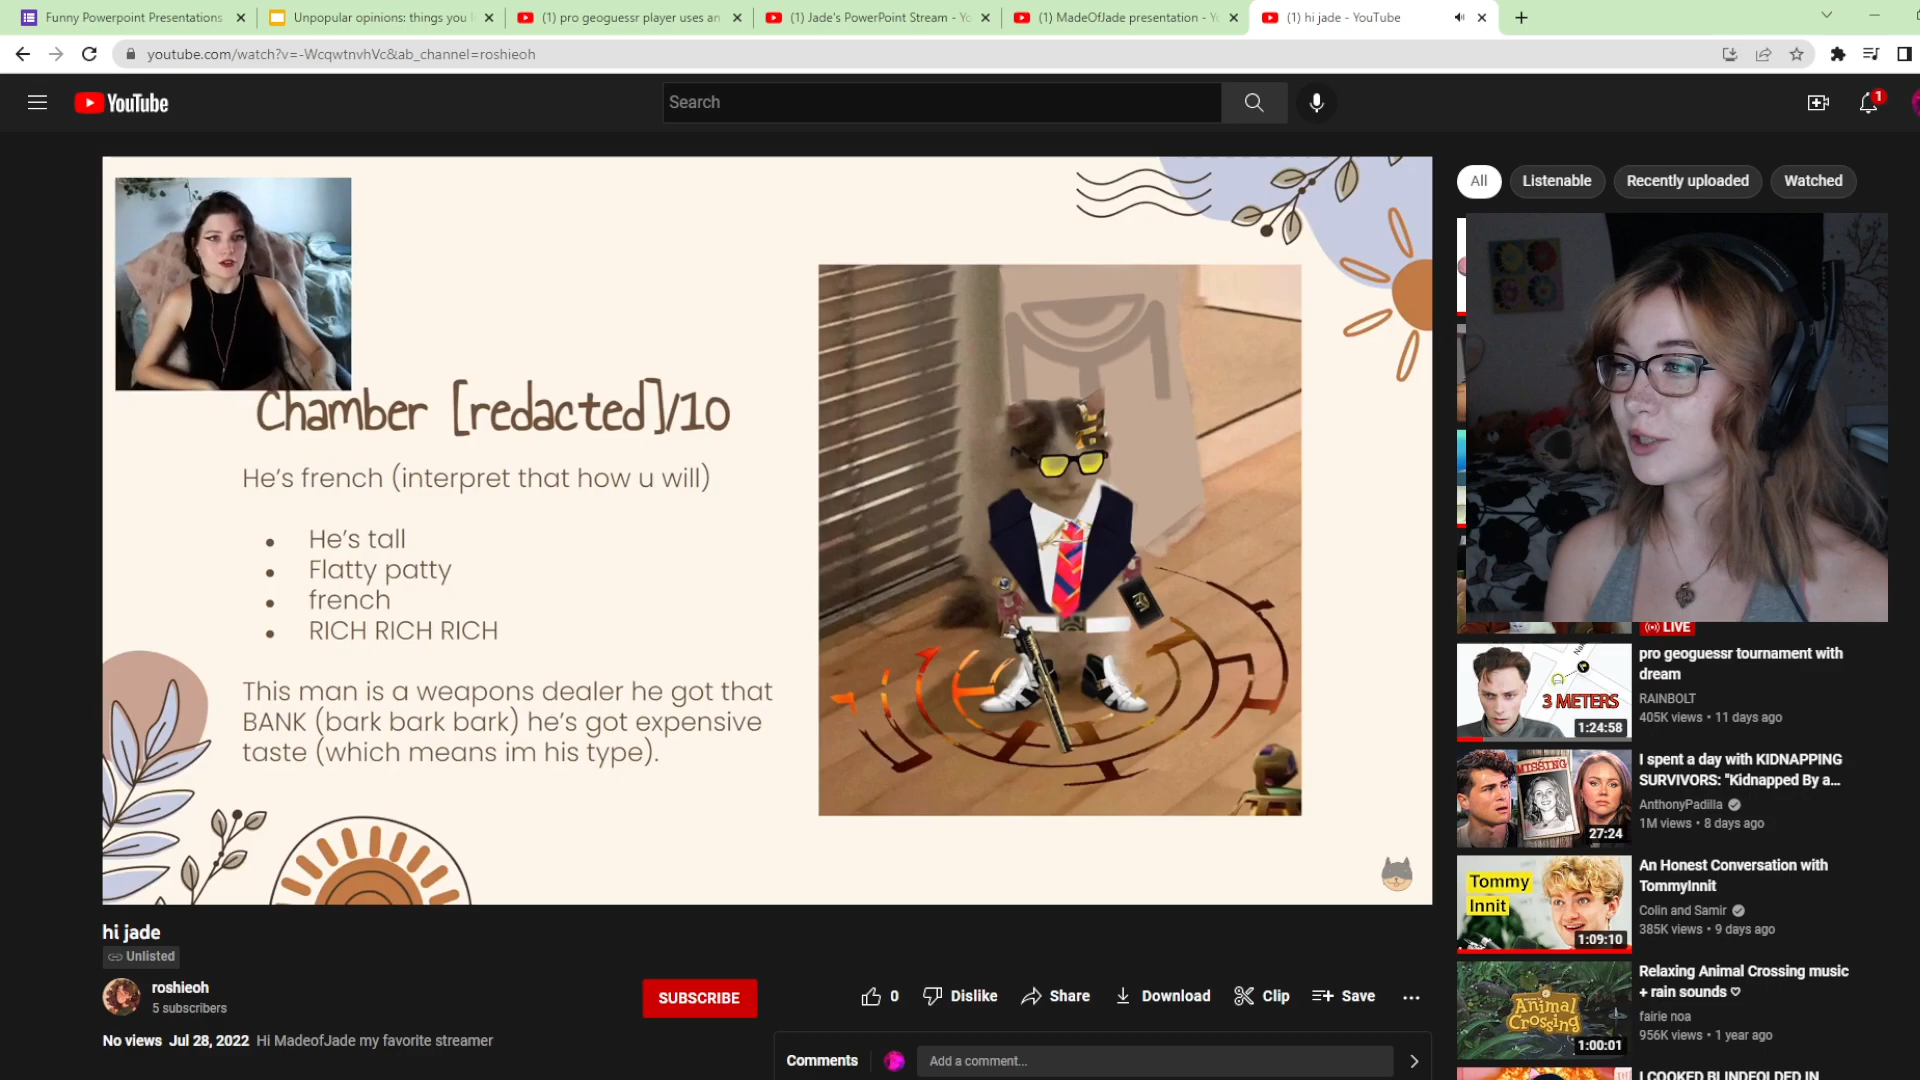 Funny Powerpoint Presentations
Unpopular opinions: things you
(1) pro geoguessr player uses an
(1) Jade's PowerPoint Stream - Yo
(1) MadeOfJade presentation - Yo
(1) hi jade - YouTube
youtube.com/watch?v=-WcqwtnvhVc&ab_channel=roshieoh
YouTube
Search
1
All
Listenable
Recently uploaded
Watched
Chamber [redacted]/10
He's french (interpret that how u will)
He's tall
Flatty patty
french
RICH RICH RICH
This man is a weapons dealer he got that
BANK (bark bark bark) he's got expensive
taste (which means im his type).
LIVE
3 METERS
1:24:58
pro geoguessr tournament with
dream
RAINBOLT
405K views • 11 days ago
MISSING
27:24
I spent a day with KIDNAPPING
SURVIVORS: "Kidnapped By a...
AnthonyPadilla
1M views • 8 days ago
Tommy
Innit
1:09:10
An Honest Conversation with
TommyInnit
Colin and Samir
385K views • 9 days ago
Animal
Crossing
1:00:01
Relaxing Animal Crossing music
+ rain sounds ♡
fairie noa
956K views • 1 year ago
I COOKED BLINDFOLDED IN
hi jade
Unlisted
roshieoh
5 subscribers
SUBSCRIBE
0
Dislike
Share
Download
Clip
Save
No views Jul 28, 2022 Hi MadeofJade my favorite streamer
Comments
Add a comment...